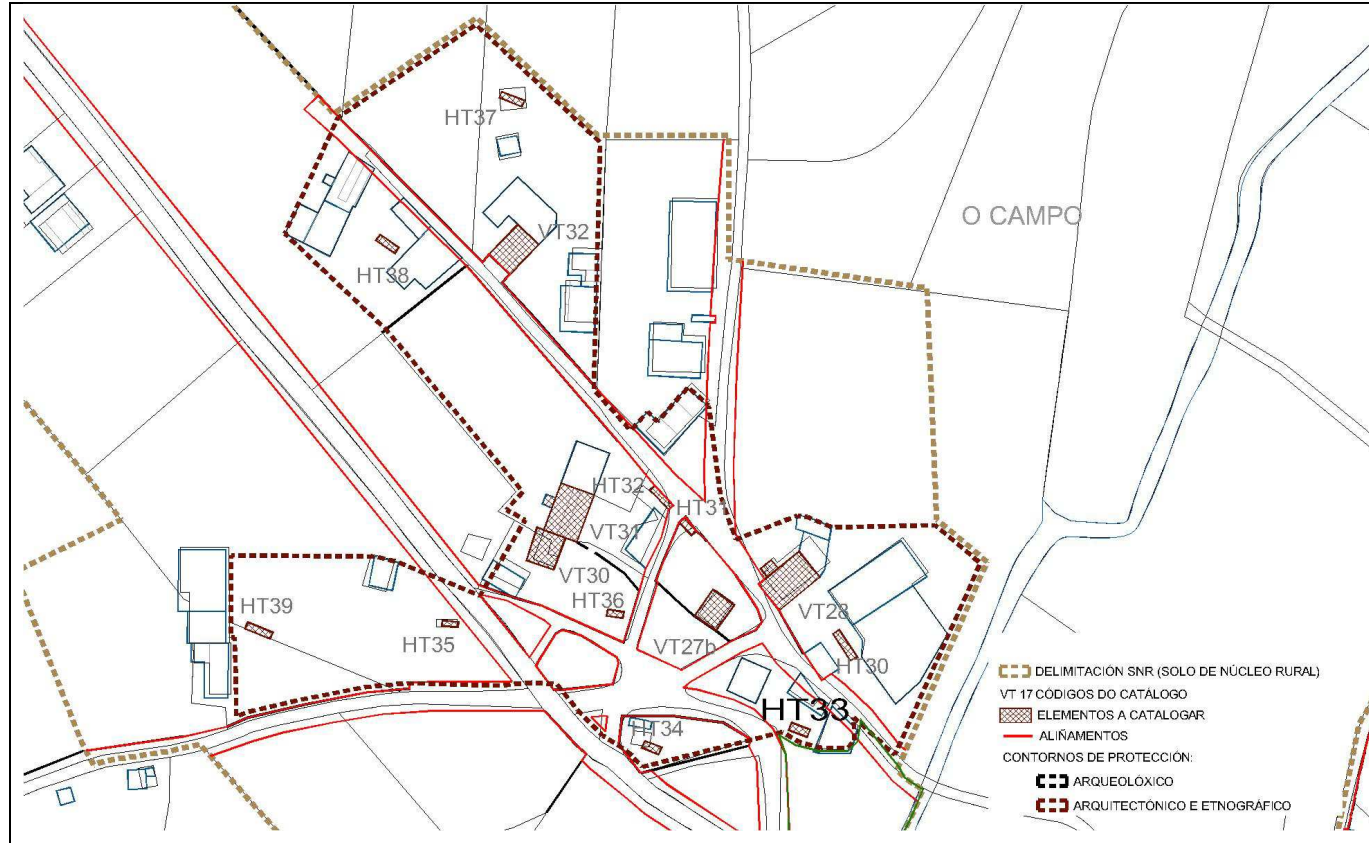 HT37
O CAMPO
VT32
HT38
HT32
HT31
VT31
VT30
HT36
VT28
HT39
HT35
VT27b
HT30
HT33
HT34
DELIMITACIÓN SNR (SOLO DE NÚCLEO RURAL)
VT 17 CÓDIGOS DO CATÁLOGO
ELEMENTOS A CATALOGAR
ALIÑAMENTOS
CONTORNOS DE PROTECCIÓN:
ARQUEOLÓXICO
ARQUITECTÓNICO E ETNOGRÁFICO